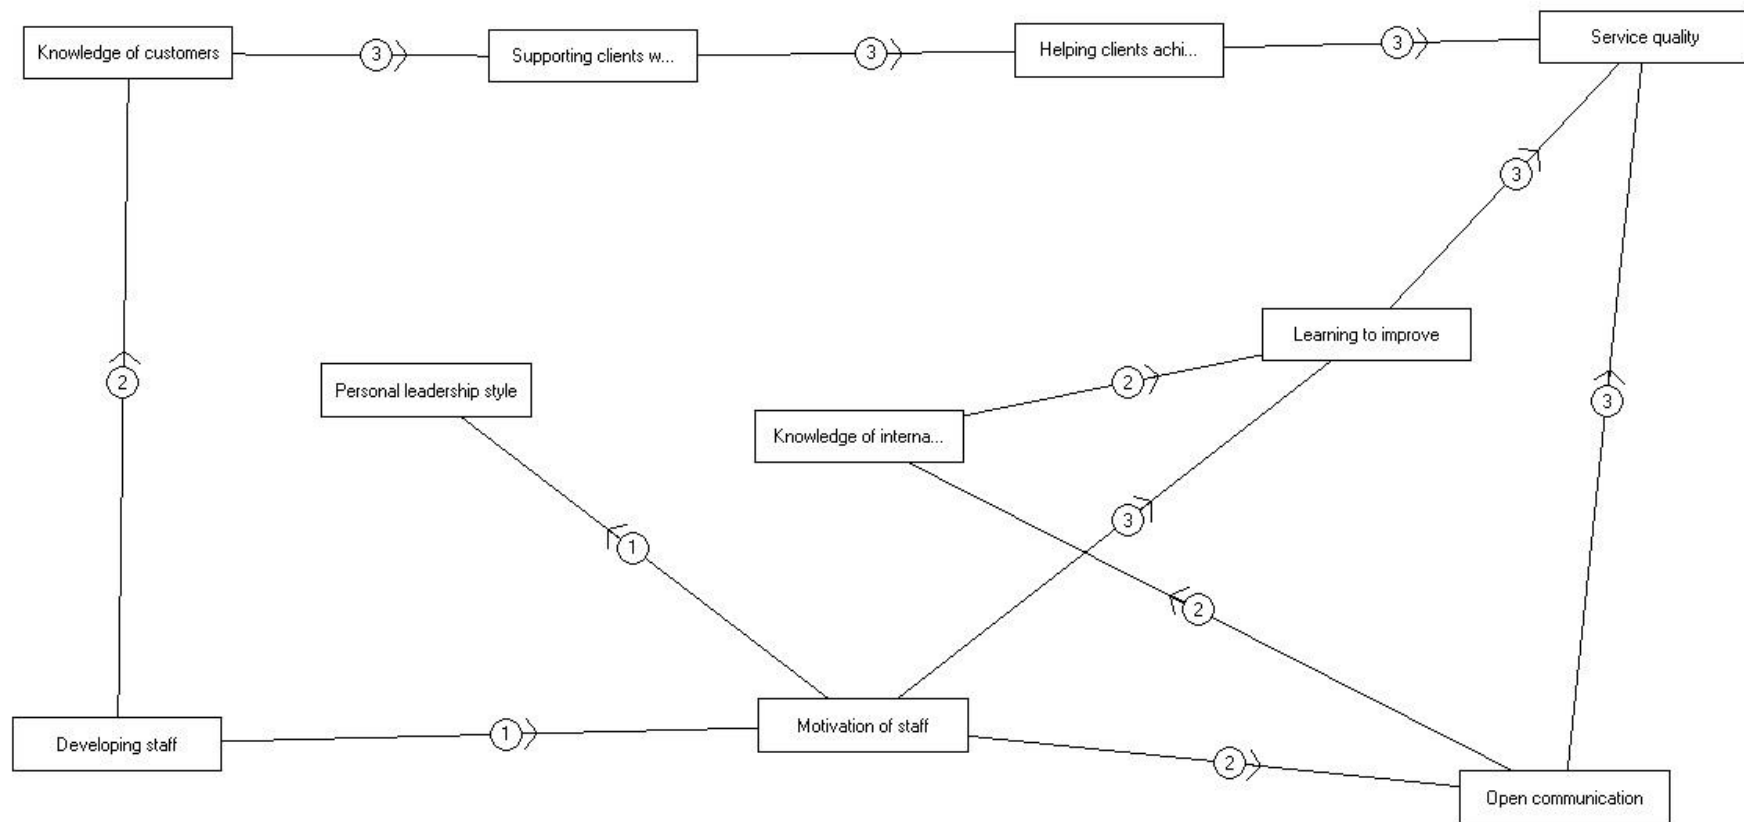 Knowledge of customers
3
Supporting clients w...
3
Helping clients achi...
3
Service quality
3
Learning to improve
2
Personal leadership style
2
3
Knowledge of interna...
3
1
2
Developing staff
1
Motivation of staff
2
Open communication